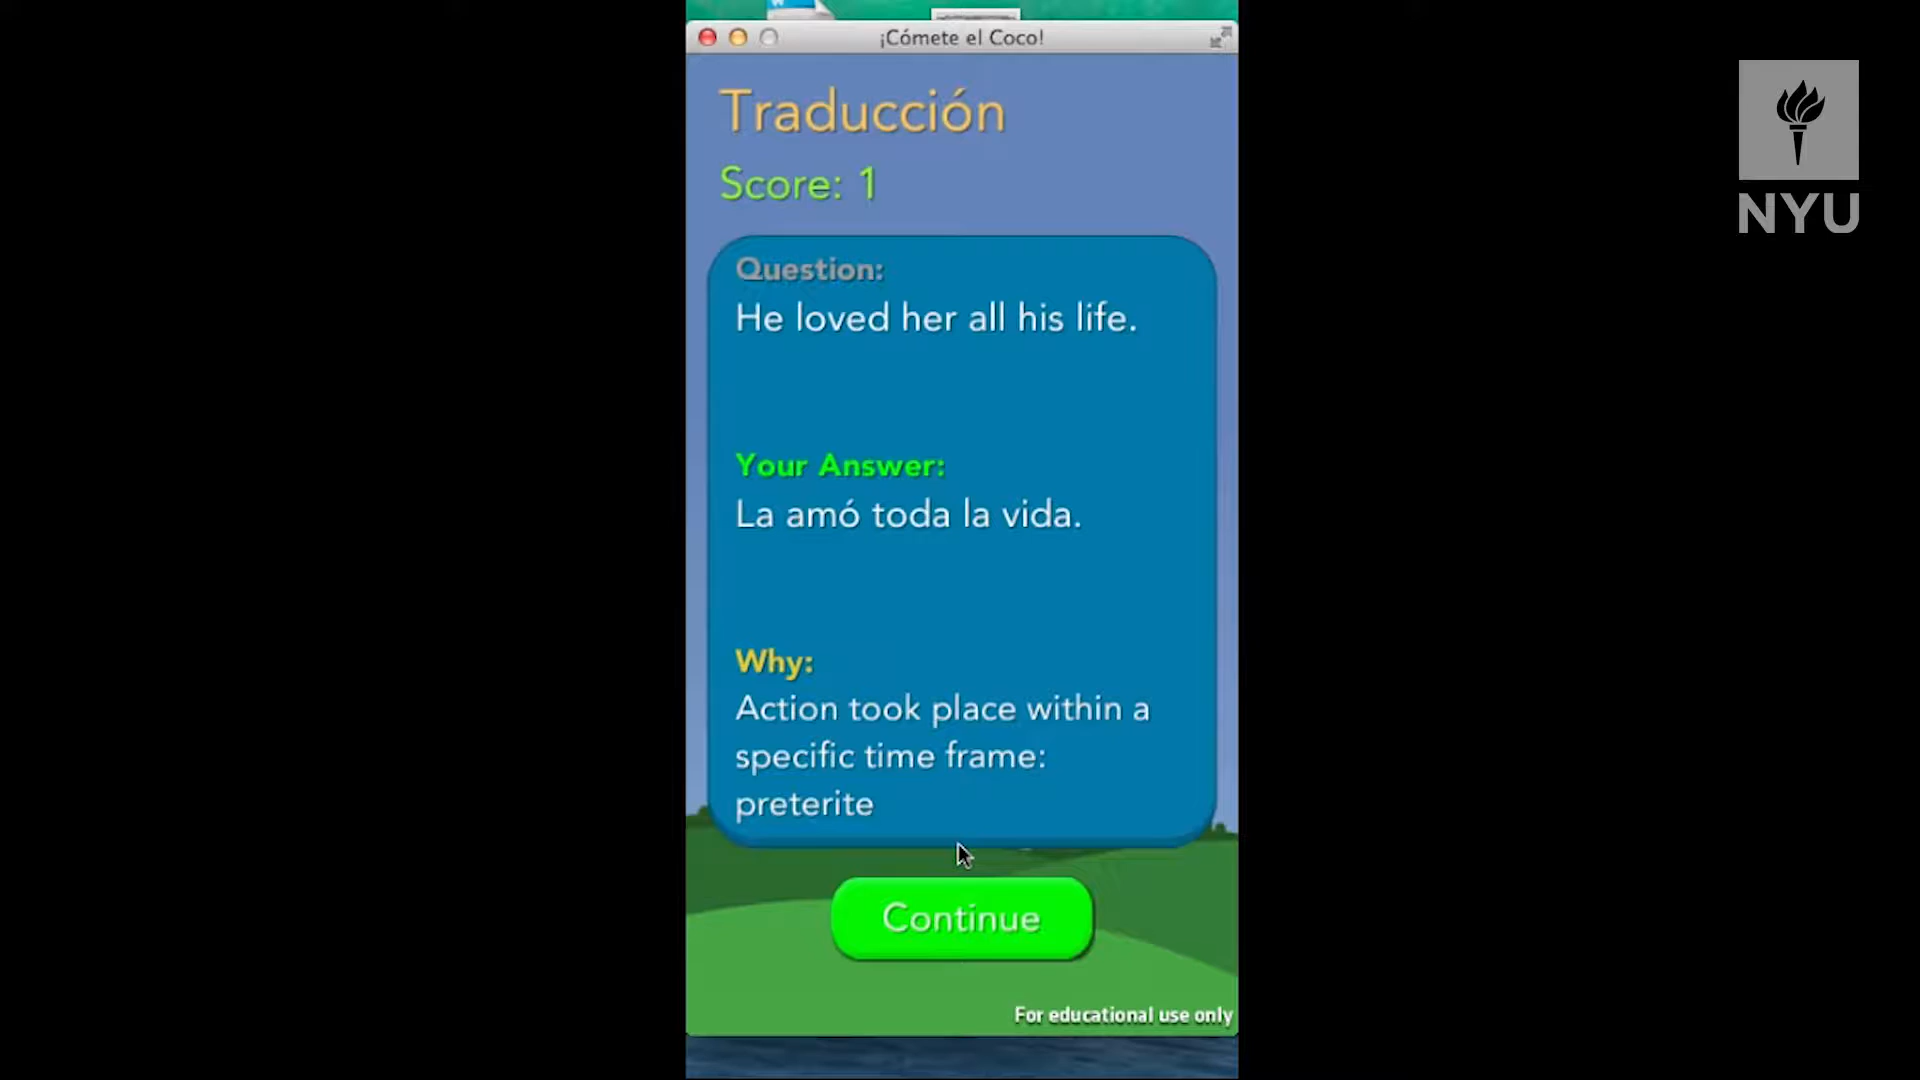 ¡Cómete el Coco!
Traducción
Score: 1
Question:
He loved her all his life.
Your Answer:
La amó toda la vida.
Why:
Action took place within a
specific time frame:
preterite
Continue
For educational use only
NYU